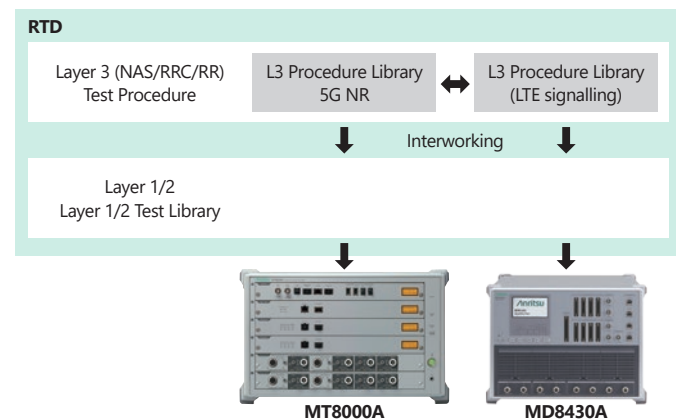 RTD
Layer 3 (NAS/RRC/RR)
Test Procedure
L3 Procedure Library
5G NR
L3 Procedure Library
(LTE signalling)
Interworking
Layer 1/2
Layer 1/2 Test Library
Anritsu
MT8000A
MD8430A